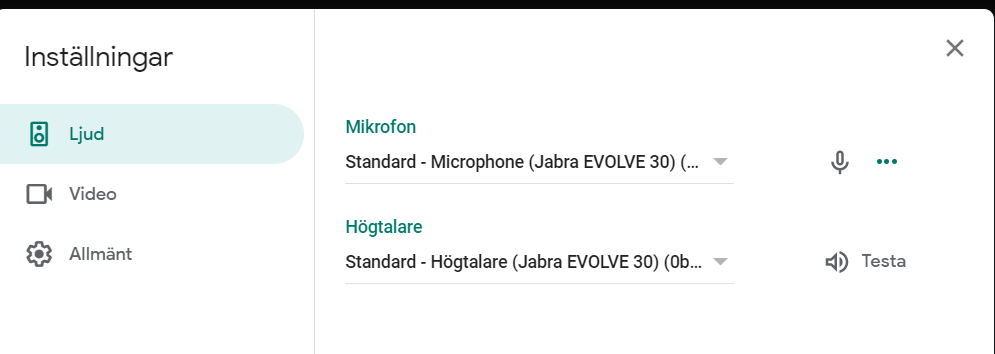 Inställningar
Ljud
Video
Allmänt
Mikrofon
Standard - Microphone (Jabra EVOLVE 30) (...
Högtalare
Standard - Högtalare (Jabra EVOLVE 30) (0b...
Testa